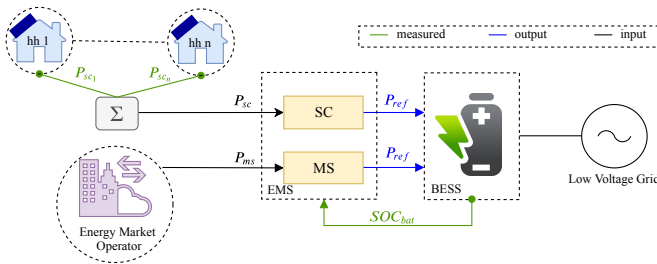 hh 1
hh n
measured
output
input
P_{sc_1}
P_{sc_n}
Σ
P_{sc}
SC
P_{ref}
P_{ms}
MS
P_{ref}
EMS
BESS
Low Voltage Grid
SOC_{bat}
Energy Market
Operator